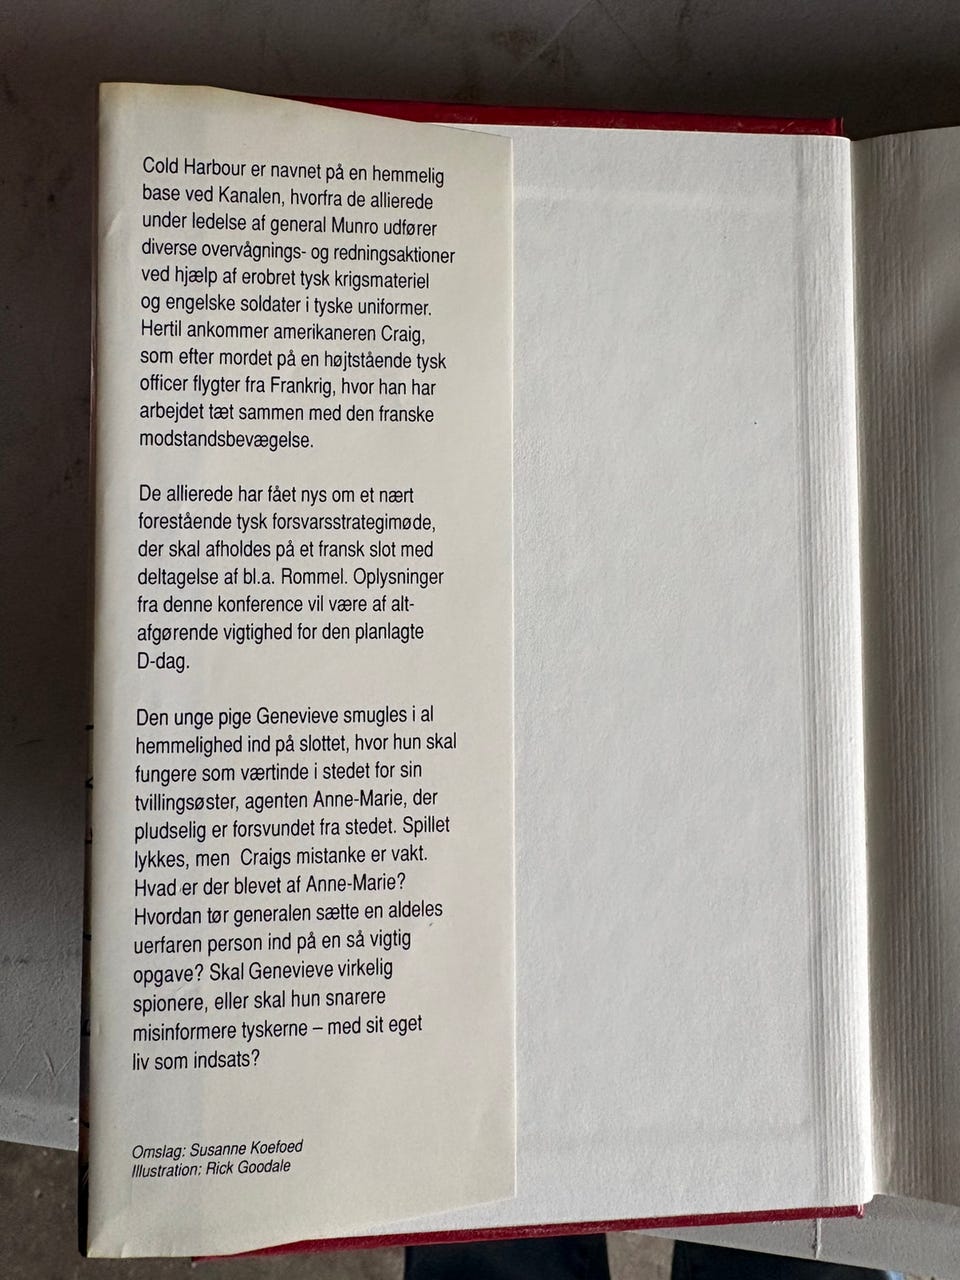 Cold Harbour er navnet på en hemmelig
base ved Kanalen, hvorfra de allierede
under ledelse af general Munro udfører
diverse overvågnings- og redningsaktioner
ved hjælp af erobret tysk krigsmateriel
og engelske soldater i tyske uniformer.
Hertil ankommer amerikaneren Craig,
som efter mordet på en højtstående tysk
officer flygter fra Frankrig, hvor han har
arbejdet tæt sammen med den franske
modstandsbevægelse.
De allierede har fået nys om et nært
forestående tysk forsvarsstrategimøde,
der skal afholdes på et fransk slot med
deltagelse af bl.a. Rommel. Oplysninger
fra denne konference vil være af alt-
afgørende vigtighed for den planlagte
D-dag.
Den unge pige Genevieve smugles i al
hemmelighed ind på slottet, hvor hun skal
fungere som værtinde i stedet for sin
tvillingsøster, agenten Anne-Marie, der
pludselig er forsvundet fra stedet. Spillet
lykkes, men  Craigs mistanke er vakt.
Hvad er der blevet af Anne-Marie?
Hvordan tør generalen sætte en aldeles
uerfaren person ind på en så vigtig
opgave? Skal Genevieve virkelig
spionere, eller skal hun snarere
misinformere tyskerne – med sit eget
liv som indsats?
Omslag: Susanne Koefoed
Illustration: Rick Goodale